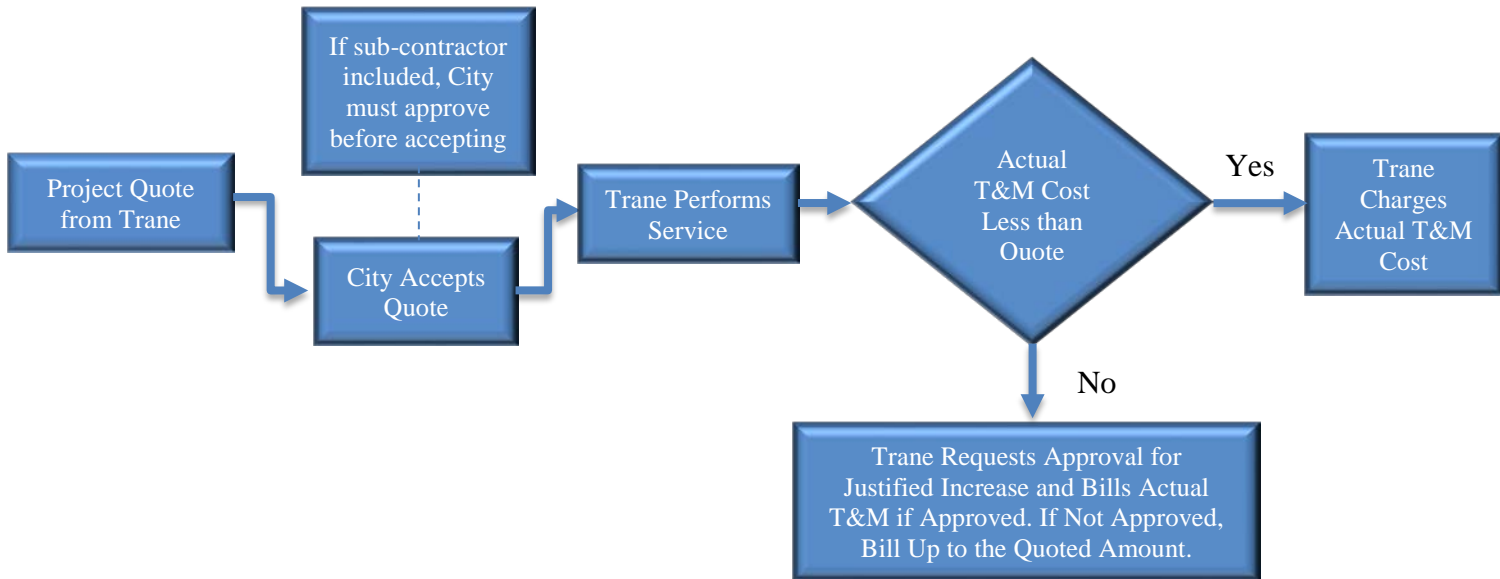 Project Quote
from Trane
If sub-contractor
included, City
must approve
before accepting
City Accepts
Quote
Trane Performs
Service
Actual
T&M Cost
Less than
Quote
Yes
Trane
Charges
Actual T&M
Cost
No
Trane Requests Approval for
Justified Increase and Bills Actual
T&M if Approved. If Not Approved,
Bill Up to the Quoted Amount.